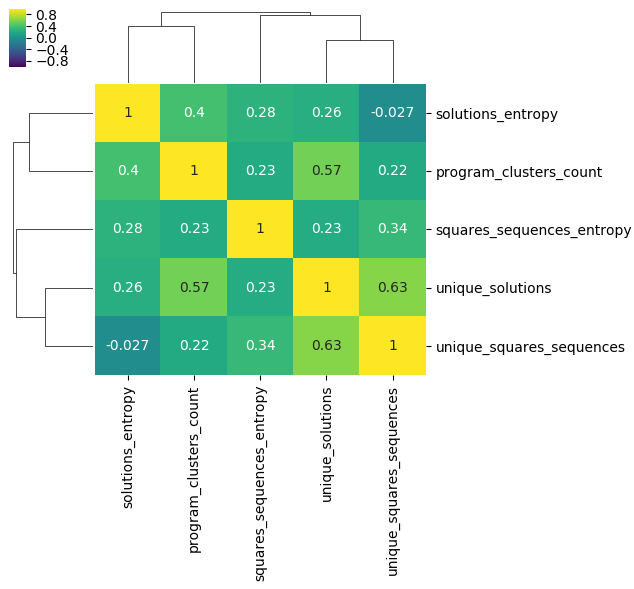 0.8
0.4
0.0
−0.4
−0.8
1 0.4 0.28 0.26 -0.027 solutions_entropy
0.4 1 0.23 0.57 0.22 program_clusters_count
0.28 0.23 1 0.23 0.34 squares_sequences_entropy
0.26 0.57 0.23 1 0.63 unique_solutions
-0.027 0.22 0.34 0.63 1 unique_squares_sequences
solutions_entropy
program_clusters_count
squares_sequences_entropy
unique_solutions
unique_squares_sequences